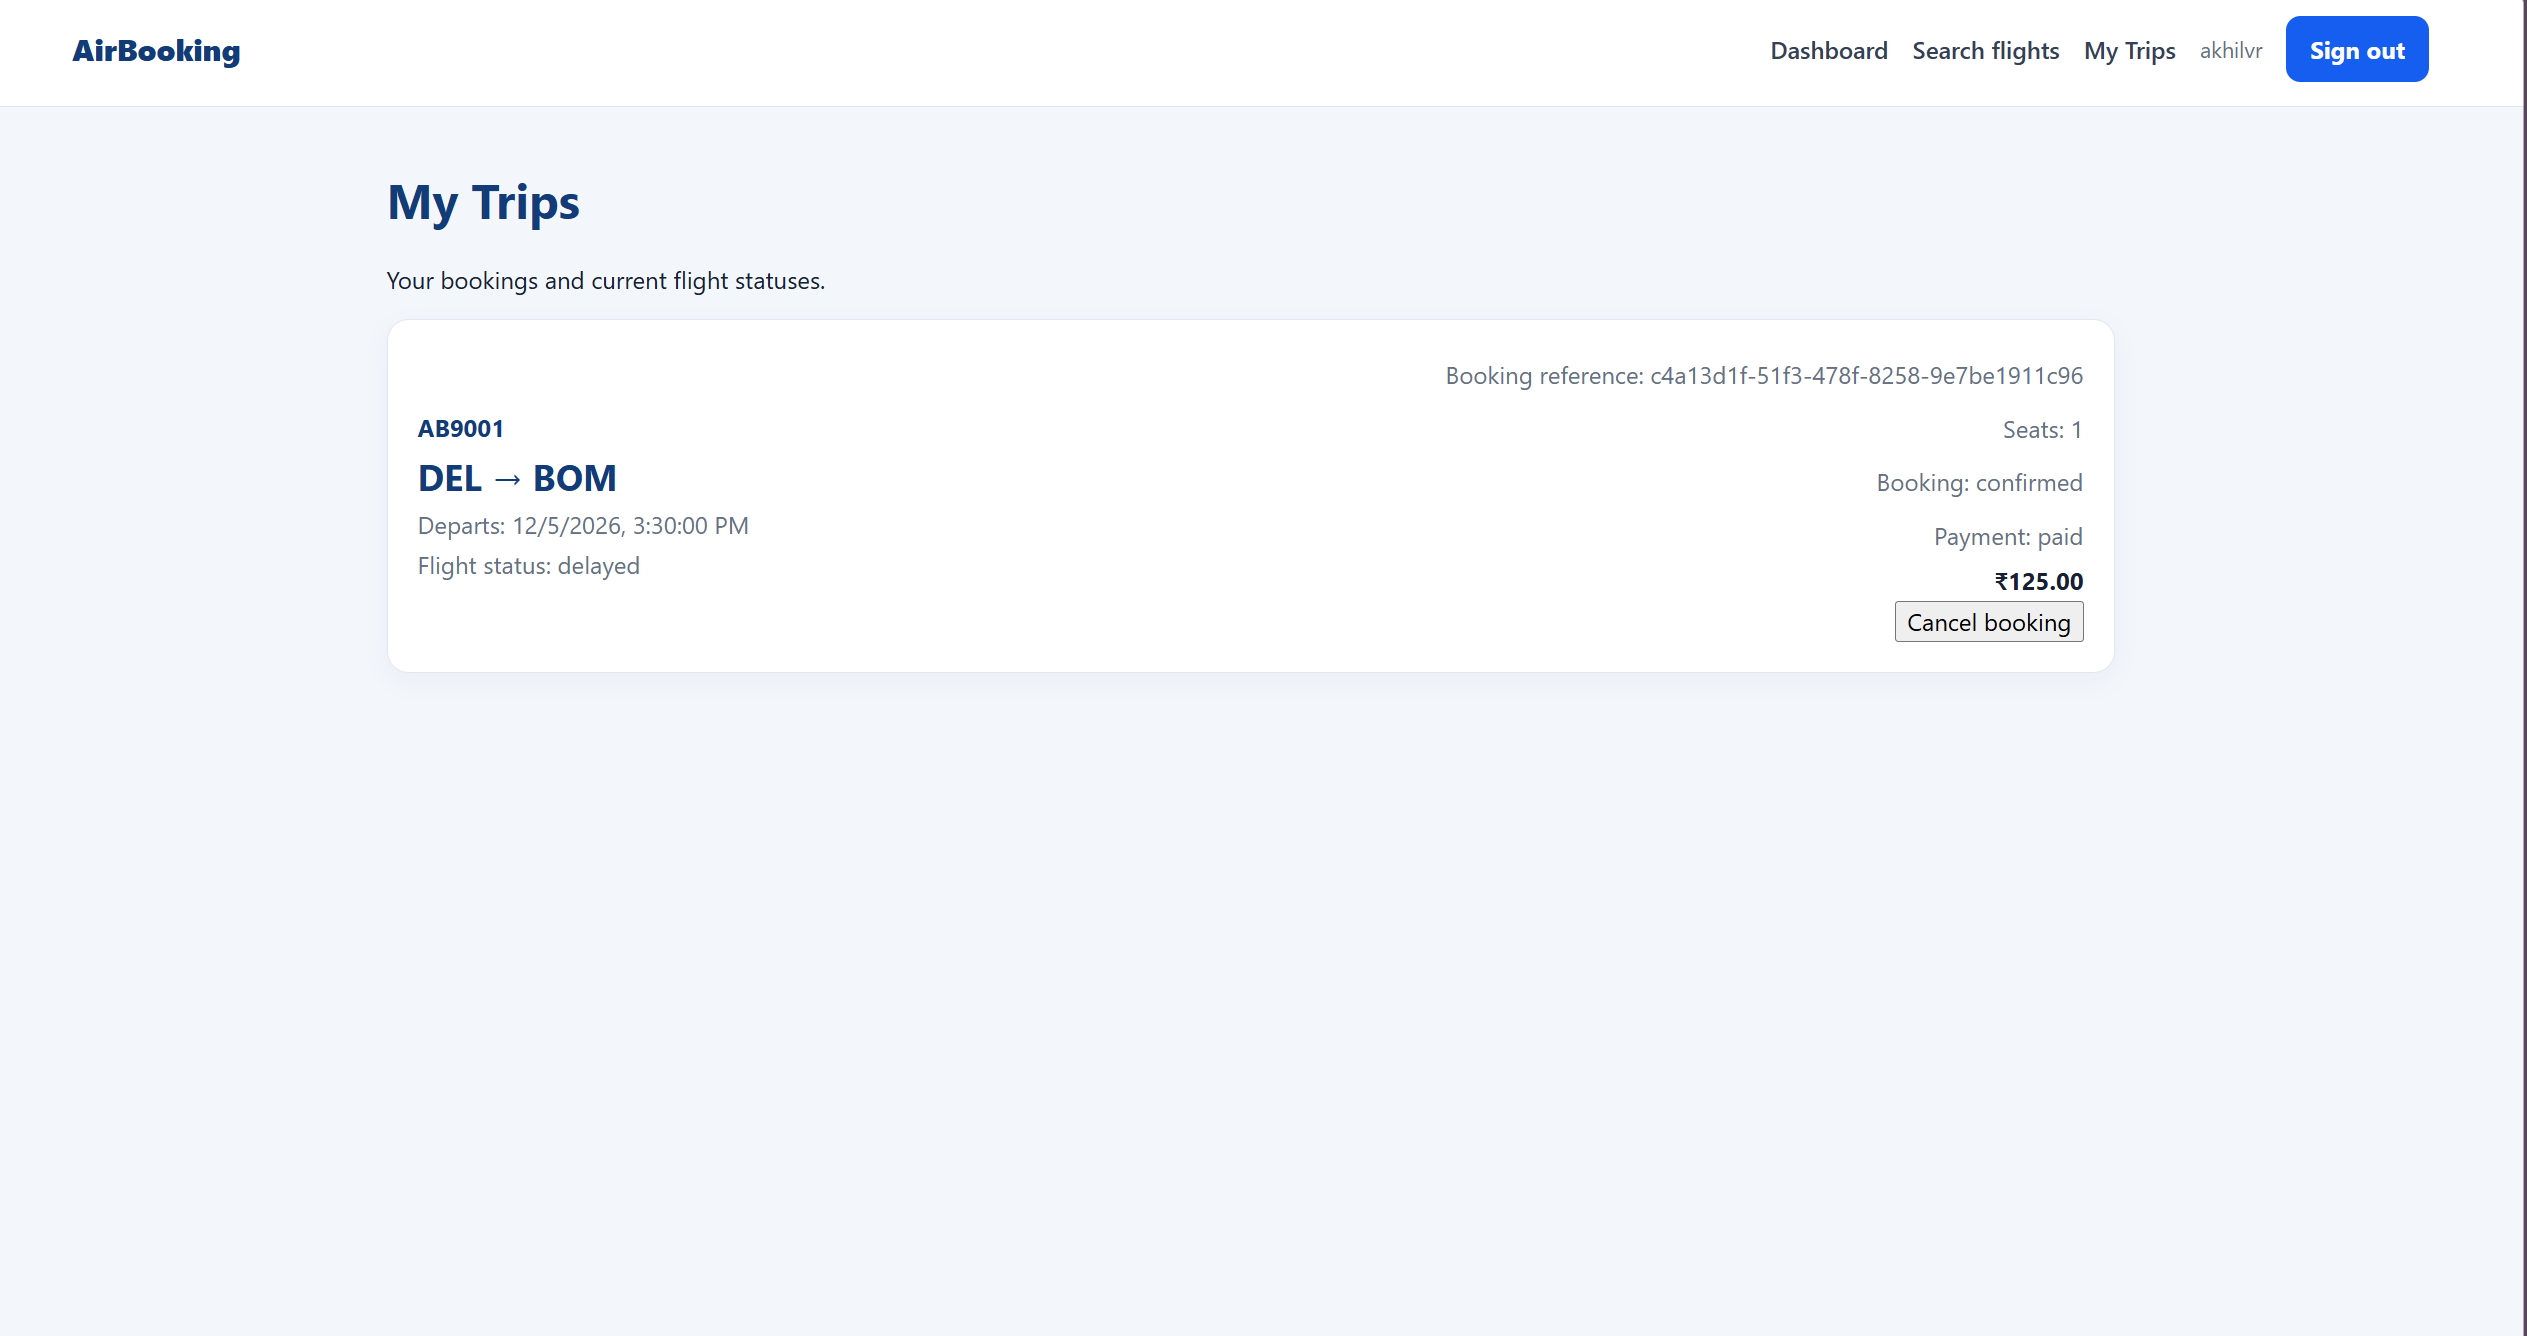 AirBooking
Dashboard Search flights My Trips akhilvr Sign out
My Trips
Your bookings and current flight statuses.
AB9001
DEL → BOM
Departs: 12/5/2026, 3:30:00 PM
Flight status: delayed
Booking reference: c4a13d1f-51f3-478f-8258-9e7be1911c96
Seats: 1
Booking: confirmed
Payment: paid
₹125.00
Cancel booking